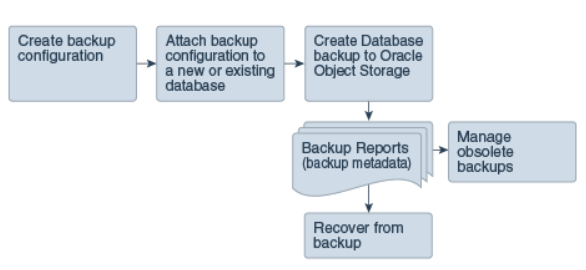 Create backup
configuration
Attach backup
configuration to
a new or existing
database
Create Database
backup to Oracle
Object Storage
Backup Reports
(backup metadata)
Manage
obsolete
backups
Recover from
backup